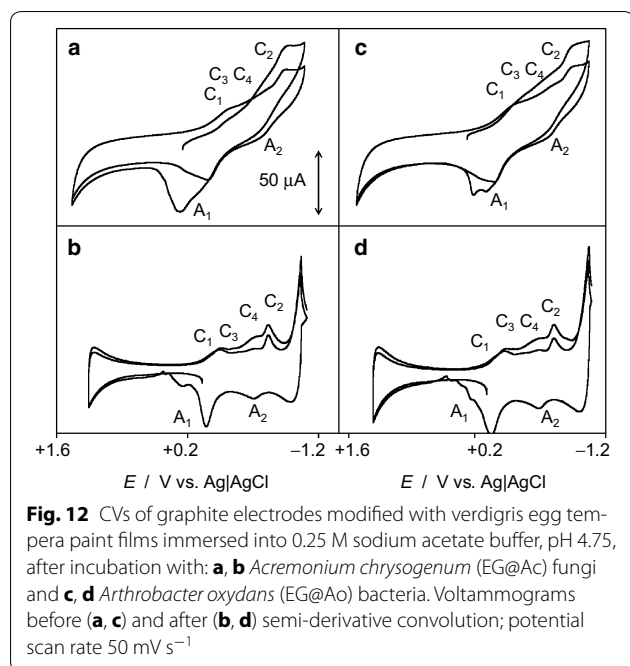 a
C₂
C₃ C₄
C₁
A₂
A₁
50 µA
c
C₂
C₃ C₄
C₁
A₂
A₁
b
C₁
C₃
C₄
C₂
A₁
A₂
d
C₁
C₃
C₄
C₂
A₁
A₂
+1.6
+0.2
−1.2
+1.6
+0.2
−1.2
E / V vs. Ag|AgCl
E / V vs. Ag|AgCl
Fig. 12 CVs of graphite electrodes modified with verdigris egg tem-
pera paint films immersed into 0.25 M sodium acetate buffer, pH 4.75,
after incubation with: a, b Acremonium chrysogenum (EG@Ac) fungi
and c, d Arthrobacter oxydans (EG@Ao) bacteria. Voltammograms
before (a, c) and after (b, d) semi-derivative convolution; potential
scan rate 50 mV s⁻¹